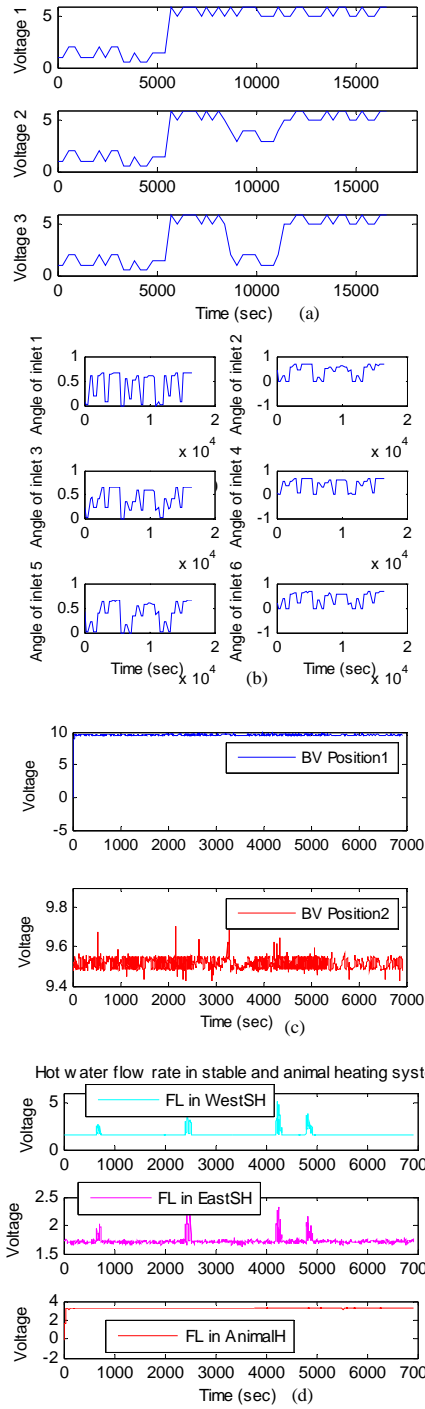 Voltage 1
5
0
0 5000 10000 15000
Voltage 2
5
0
0 5000 10000 15000
Voltage 3
5
0
0 5000 10000 15000
Time (sec) (a)
Angle of inlet 1
1
0.5
0
0 1 2
x 10^4
Angle of inlet 2
1
0
-1
0 1 2
x 10^4
Angle of inlet 3
1
0.5
0
0 1 2
x 10^4
Angle of inlet 4
1
0
-1
0 1 2
x 10^4
Angle of inlet 5
1
0.5
0
0 1 2
Time (sec)
x 10^4
Angle of inlet 6
1
0
-1
0 1 2
x 10^4
(b)
Voltage
10
5
0
-5
BV Position1
0 1000 2000 3000 4000 5000 6000 7000
Voltage
9.8
9.6
9.4
BV Position2
0 1000 2000 3000 4000 5000 6000 7000
Time (sec) (c)
Hot water flow rate in stable and animal heating syst
Voltage
5
0
FL in WestSH
0 1000 2000 3000 4000 5000 6000 700
Voltage
2.5
2
1.5
FL in EastSH
0 1000 2000 3000 4000 5000 6000 700
Voltage
4
2
0
-2
FL in AnimalH
0 1000 2000 3000 4000 5000 6000 700
Time (sec) (d)